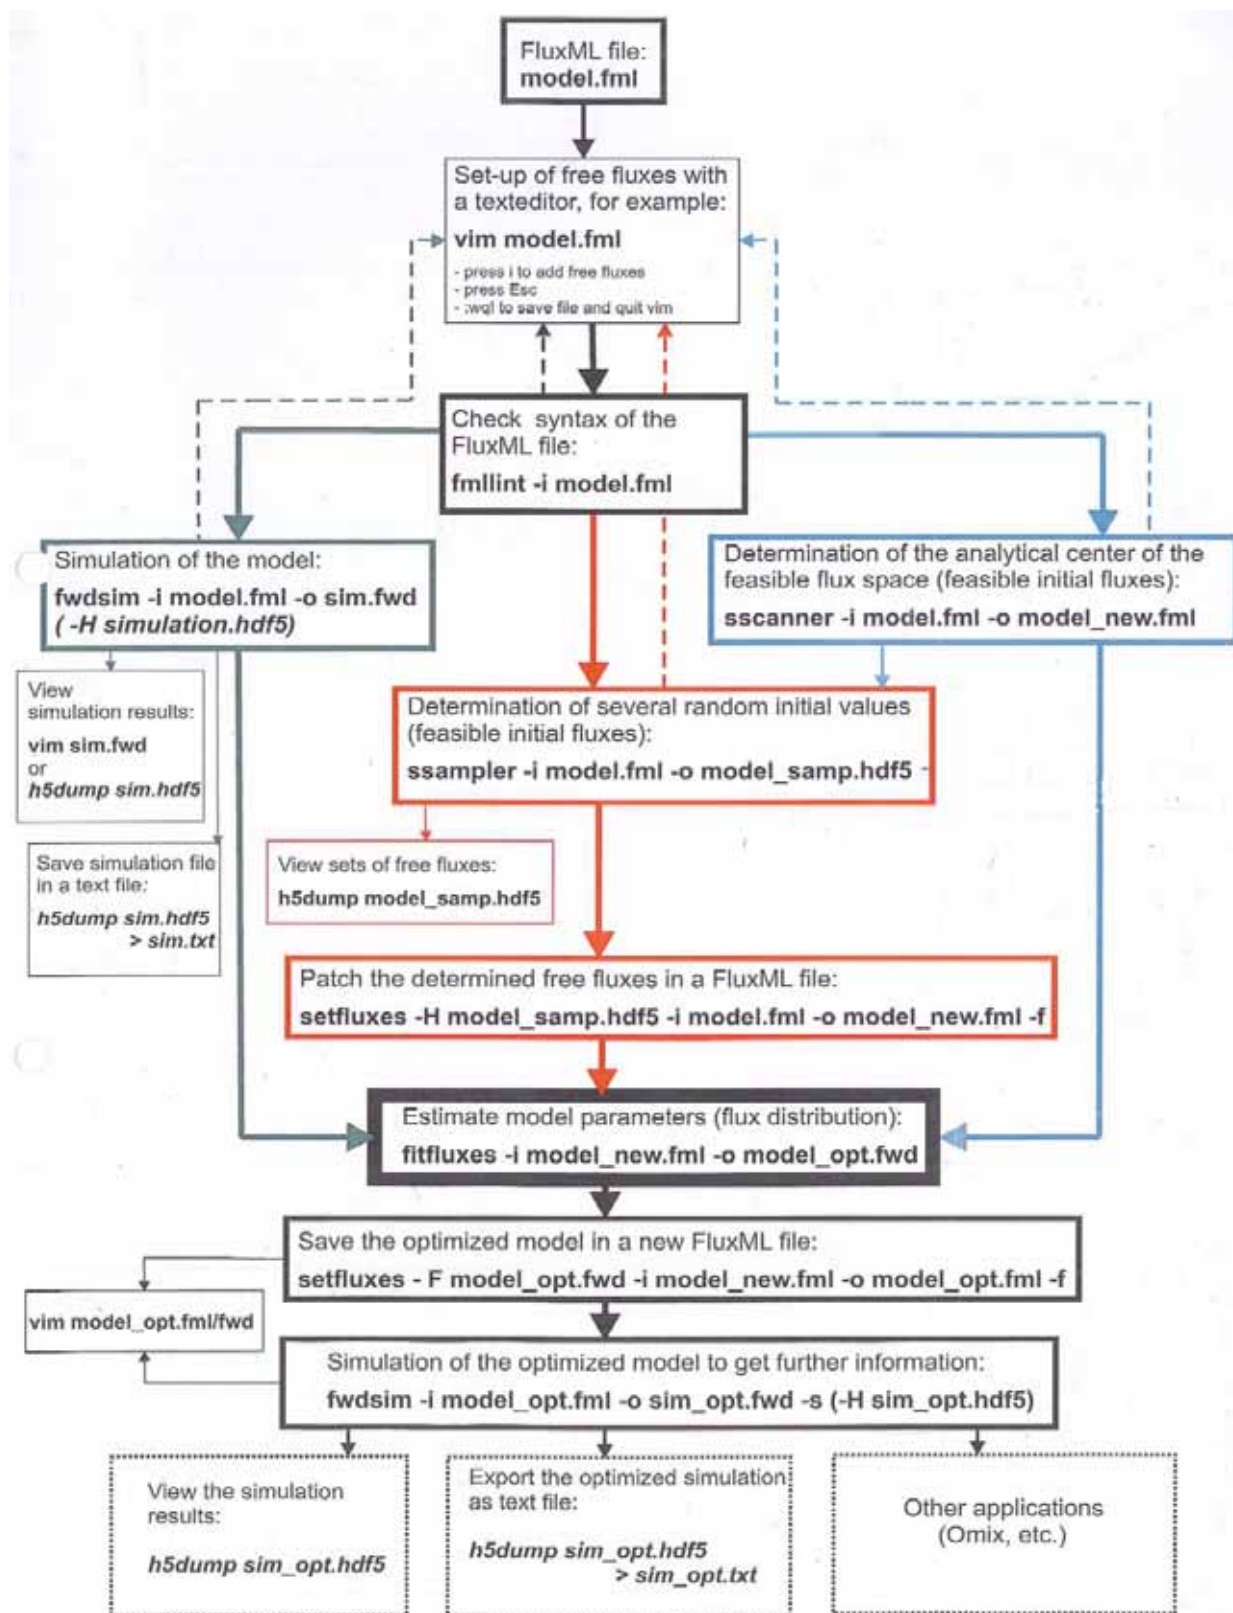 FluxML file:
model.fml
Set-up of free fluxes with
a texteditor, for example:
vim model.fml
- press i to add free fluxes
- press Esc
- :wq! to save file and quit vim
Check syntax of the
FluxML file:
fmllint -i model.fml
Simulation of the model:
fwdsim -i model.fml -o sim.fwd
( -H simulation.hdf5)
Determination of the analytical center of the
feasible flux space (feasible initial fluxes):
sscanner -i model.fml -o model_new.fml
View
simulation results:
vim sim.fwd
or
h5dump sim.hdf5
Determination of several random initial values
(feasible initial fluxes):
ssampler -i model.fml -o model_samp.hdf5 -
Save simulation file
in a text file:
h5dump sim.hdf5
> sim.txt
View sets of free fluxes:
h5dump model_samp.hdf5
Patch the determined free fluxes in a FluxML file:
setfluxes -H model_samp.hdf5 -i model.fml -o model_new.fml -f
Estimate model parameters (flux distribution):
fitfluxes -i model_new.fml -o model_opt.fwd
Save the optimized model in a new FluxML file:
setfluxes - F model_opt.fwd -i model_new.fml -o model_opt.fml -f
vim model_opt.fml/fwd
Simulation of the optimized model to get further information:
fwdsim -i model_opt.fml -o sim_opt.fwd -s (-H sim_opt.hdf5)
View the simulation
results:
h5dump sim_opt.hdf5
Export the optimized simulation
as text file:
h5dump sim_opt.hdf5
> sim_opt.txt
Other applications
(Omix, etc.)